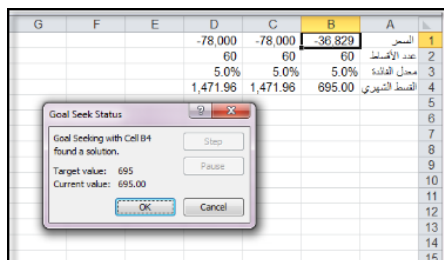 G F E D C B A
-78,000 -78,000 -36,829 السعر 1
60 60 60 عدد الأقساط 2
5.0% 5.0% 5.0% معدل الفائدة 3
1,471.96 1,471.96 695.00 القسط الشهري 4
5
6
7
8
9
10
11
12
13
14
15
Goal Seek Status
Goal Seeking with Cell B4
found a solution.
Step
Target value: 695
Pause
Current value: 695.00
OK Cancel